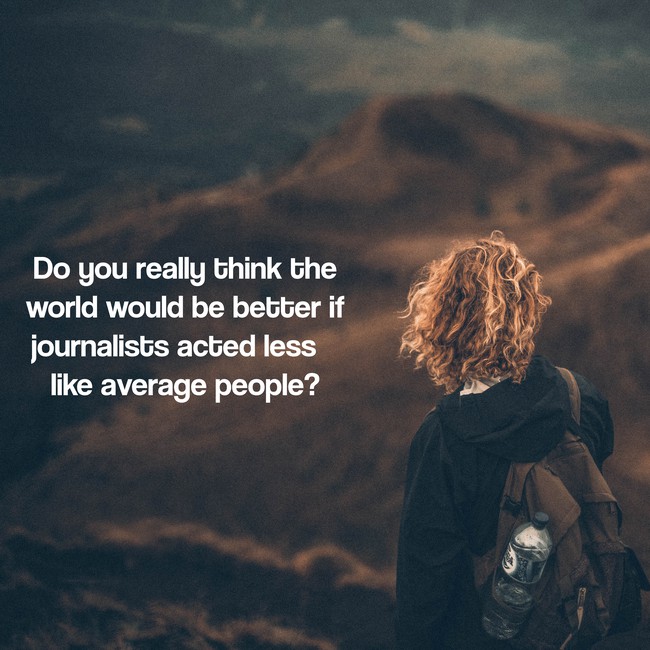 Do you really think the
world would be better if
journalists acted less
like average people?